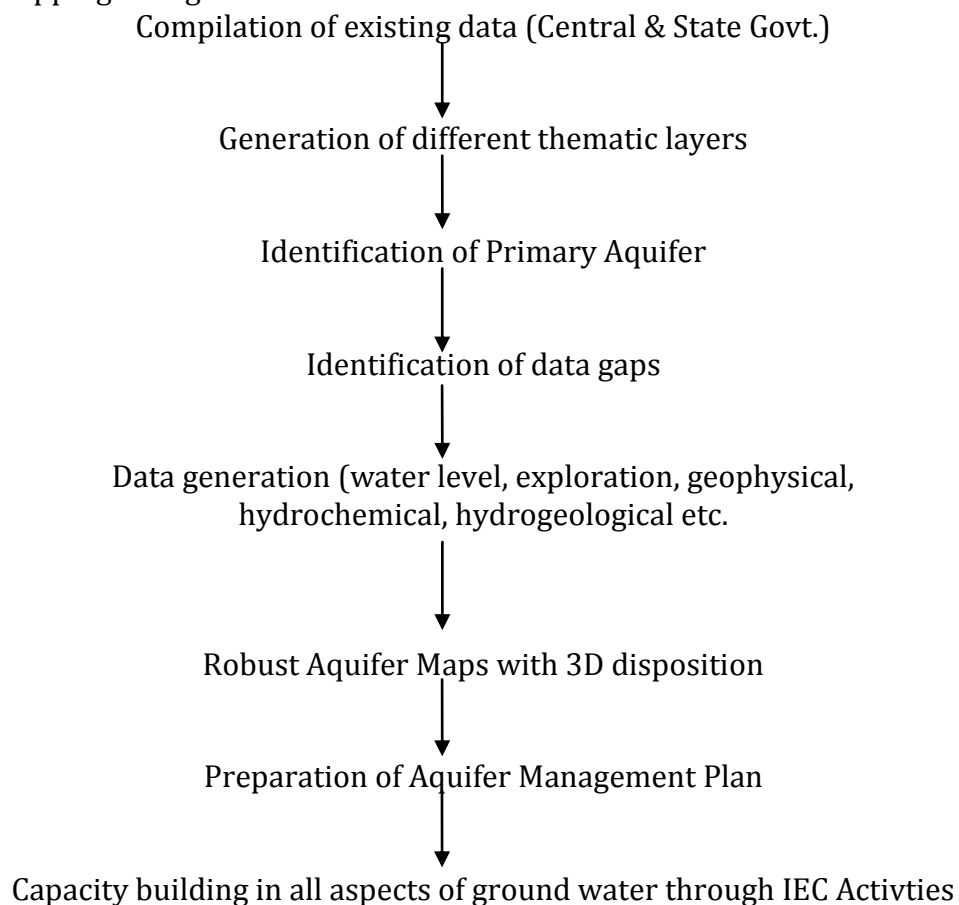 Compilation of existing data (Central & State Govt.)
Generation of different thematic layers
Identification of Primary Aquifer
Identification of data gaps
Data generation (water level, exploration, geophysical,
hydrochemical, hydrogeological etc.
Robust Aquifer Maps with 3D disposition
Preparation of Aquifer Management Plan
Capacity building in all aspects of ground water through IEC Activties